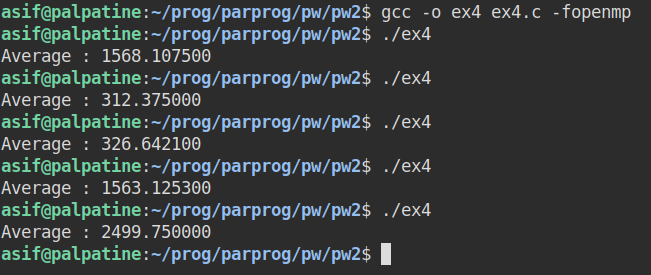 asif@palpatine:~/prog/parprog/pw/pw2$ gcc -o ex4 ex4.c -fopenmp
asif@palpatine:~/prog/parprog/pw/pw2$ ./ex4
Average : 1568.107500
asif@palpatine:~/prog/parprog/pw/pw2$ ./ex4
Average : 312.375000
asif@palpatine:~/prog/parprog/pw/pw2$ ./ex4
Average : 326.642100
asif@palpatine:~/prog/parprog/pw/pw2$ ./ex4
Average : 1563.125300
asif@palpatine:~/prog/parprog/pw/pw2$ ./ex4
Average : 2499.750000
asif@palpatine:~/prog/parprog/pw/pw2$